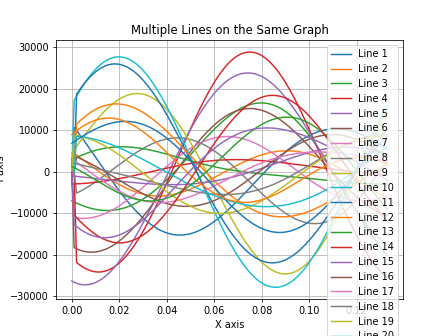 Multiple Lines on the Same Graph
30000
20000
10000
0
−10000
−20000
−30000
0.00
0.02
0.04
0.06
0.08
0.10
X axis
Line 1
Line 2
Line 3
Line 4
Line 5
Line 6
Line 7
Line 8
Line 9
Line 10
Line 11
Line 12
Line 13
Line 14
Line 15
Line 16
Line 17
Line 18
Line 19
Line 20